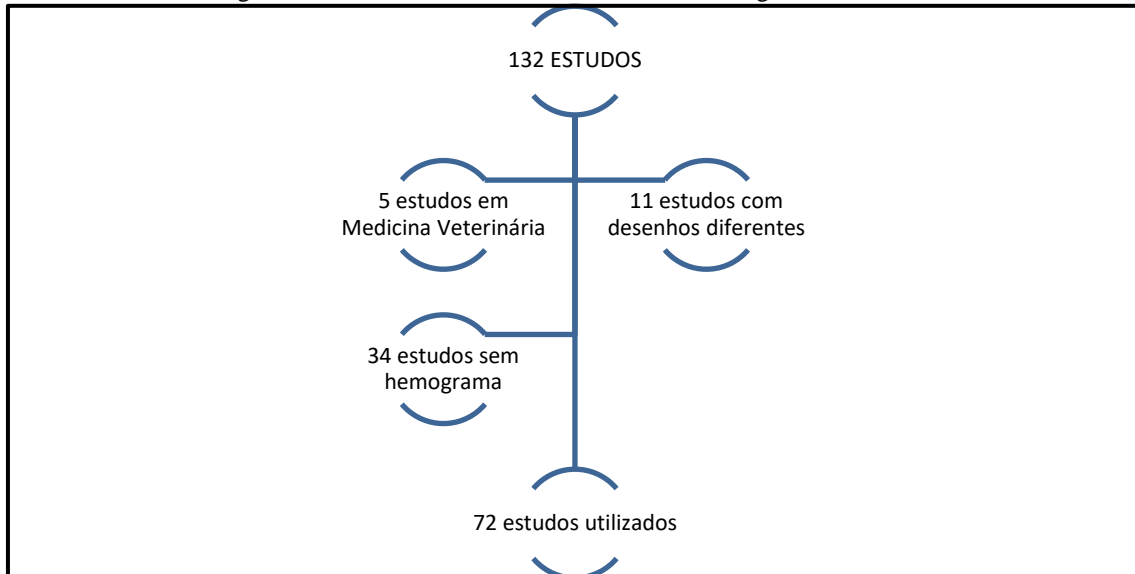 132 ESTUDOS
5 estudos em
Medicina Veterinária
11 estudos com
desenhos diferentes
34 estudos sem
hemograma
72 estudos utilizados